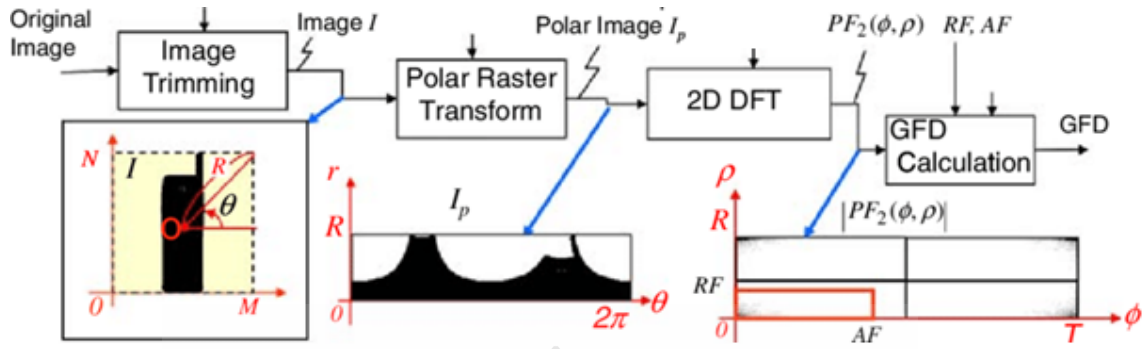 Original
Image
Image
Trimming
Image I
Polar Raster
Transform
Polar Image I_p
2D DFT
PF_2(ϕ,ρ)
RF, AF
GFD
Calculation
GFD
N
I
R
θ
O
O
M
r
R
I_p
0
2π
θ
ρ
R
|PF_2(ϕ,ρ)|
RF
0
AF
T
ϕ